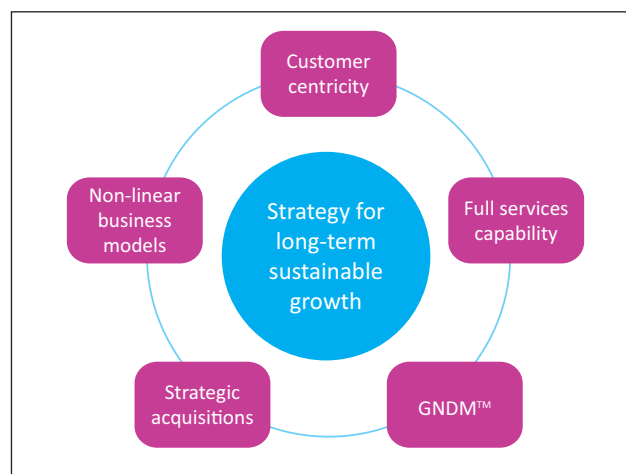 Customer
centricity
Full services
capability
GNDM™
Strategic
acquisitions
Non-linear
business
models
Strategy for
long-term
sustainable
growth